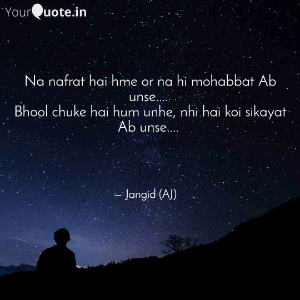 YourQuote.in
Na nafrat hai hme or na hi mohabbat Ab
unse....
Bhool chuke hai hum unhe, nhi hai koi sikayat
Ab unse....
– Jangid (AJ)